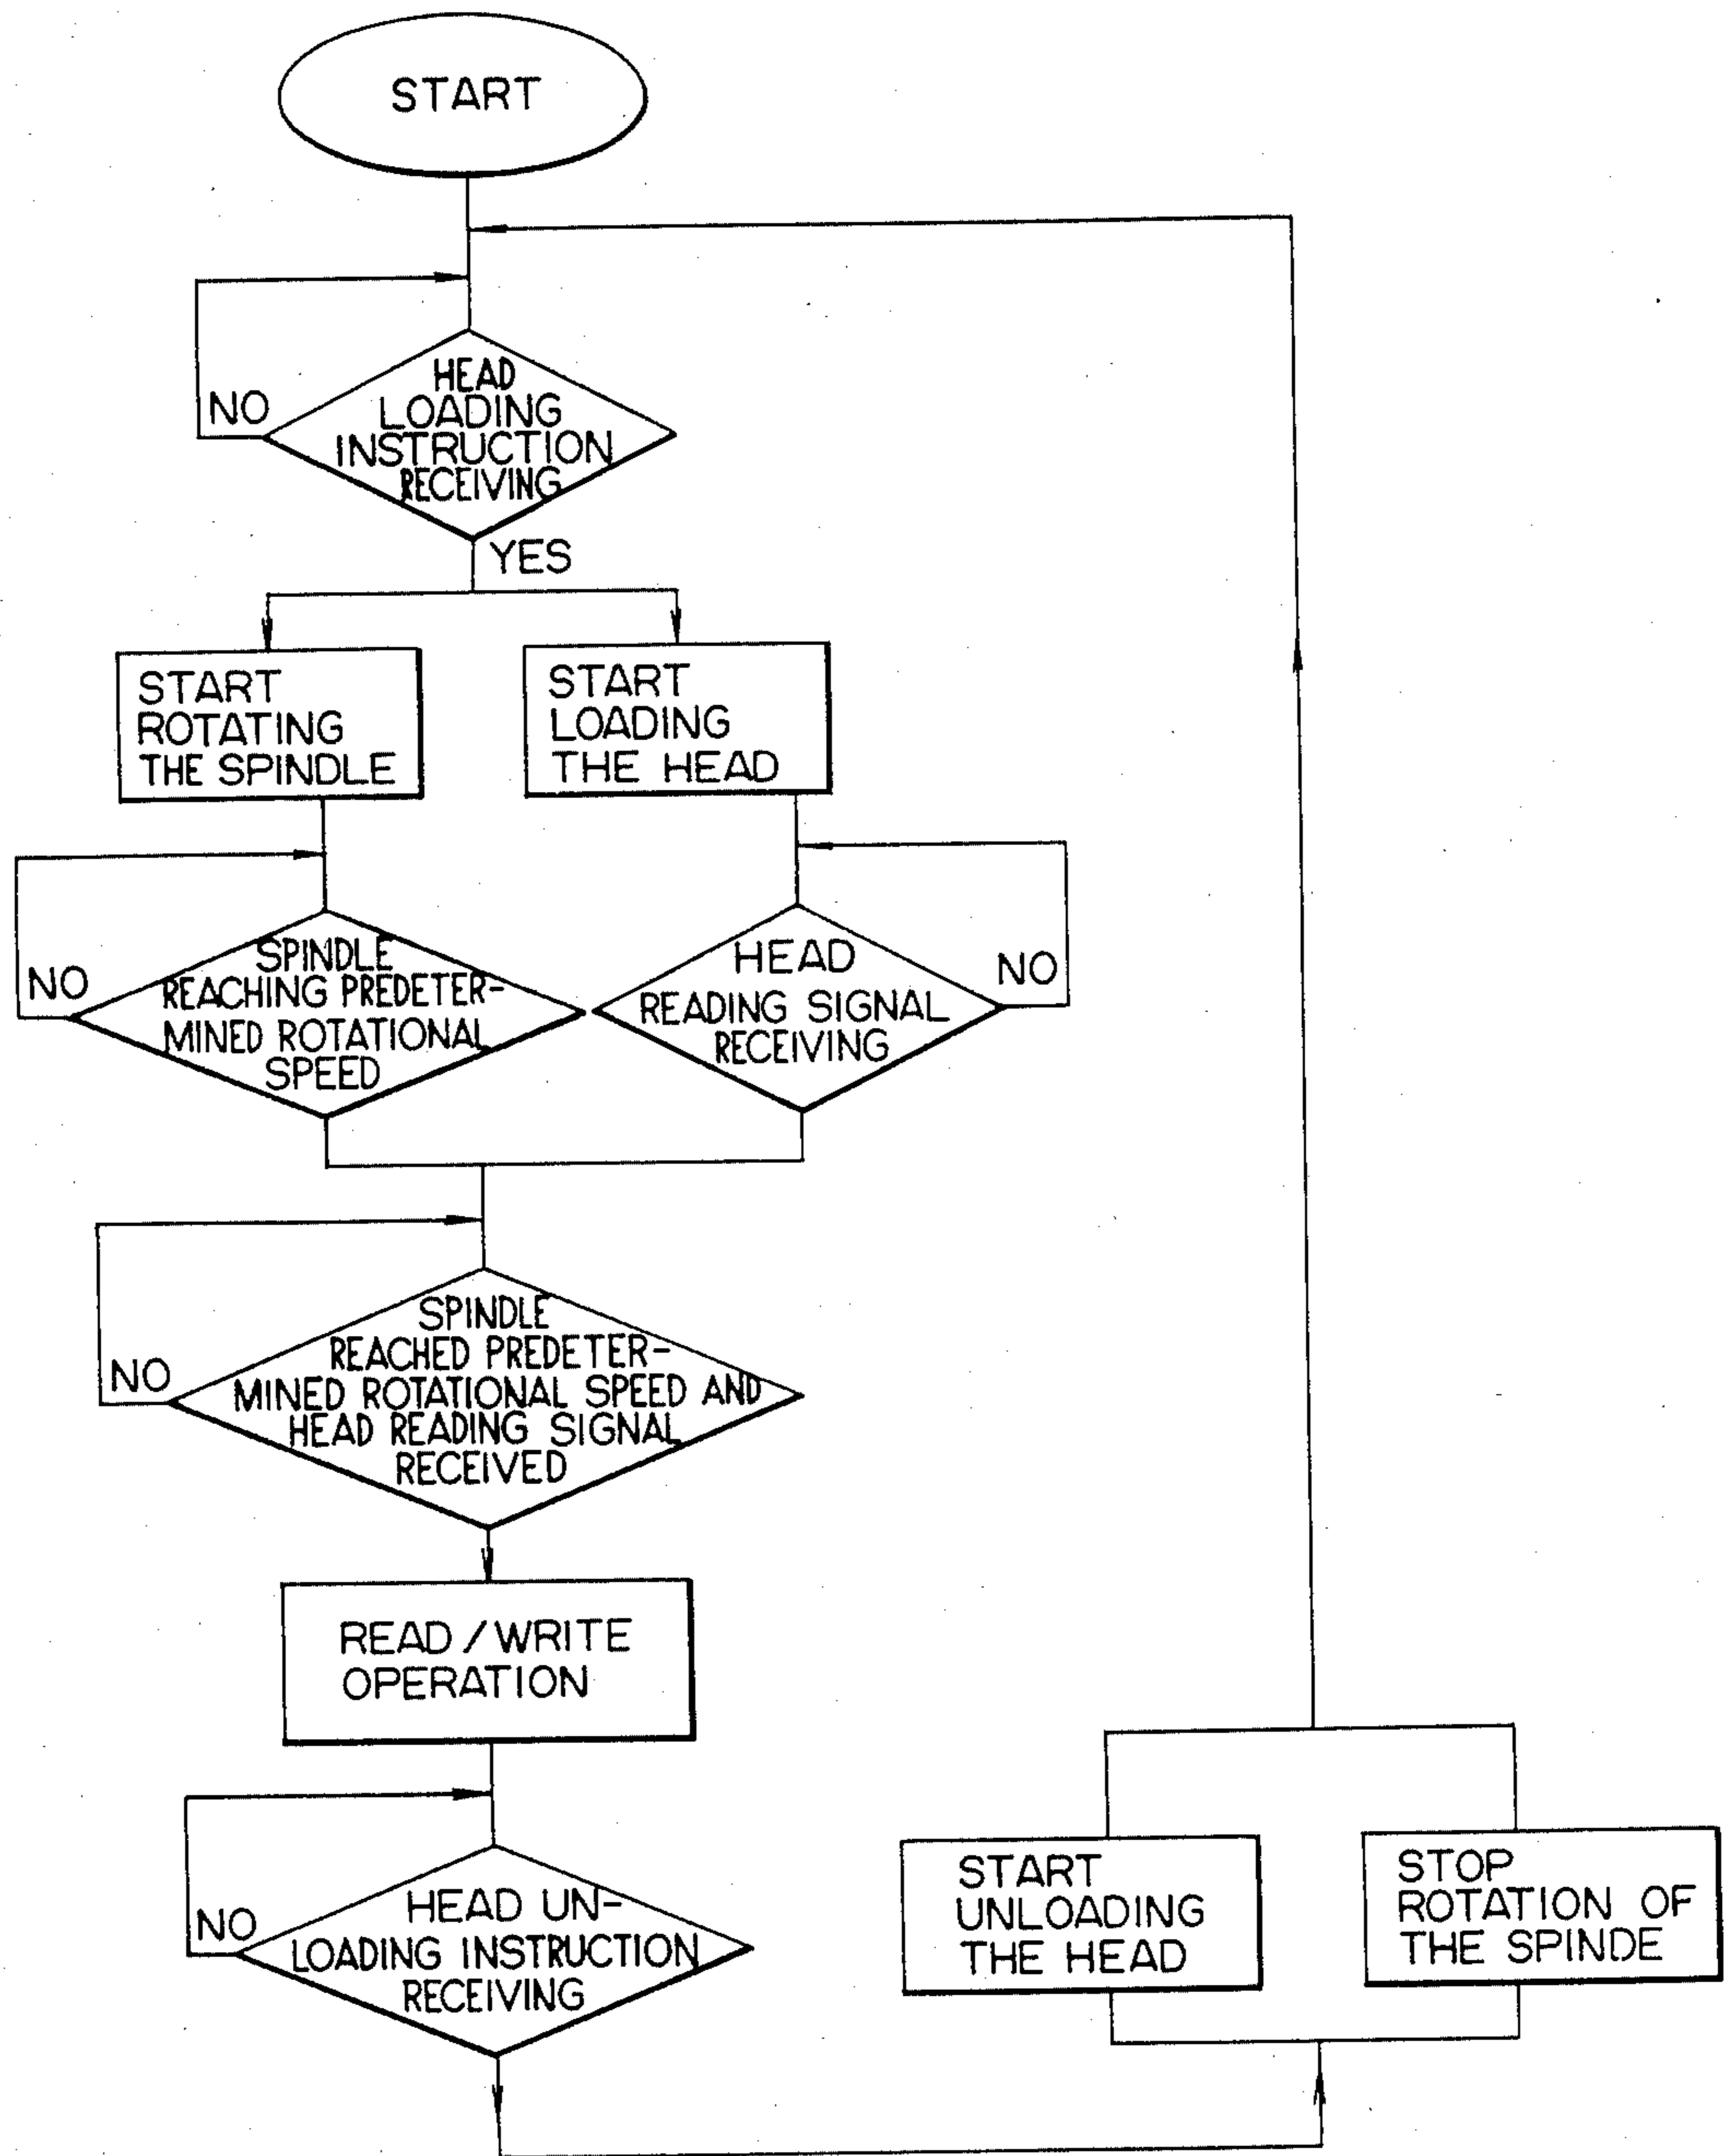 START
NO
HEAD
LOADING
INSTRUCTION
RECEIVING
YES
START
ROTATING
THE SPINDLE
START
LOADING
THE HEAD
NO
SPINDLE
REACHING PREDETER-
MINED ROTATIONAL
SPEED
HEAD
READING SIGNAL
RECEIVING
NO
NO
SPINDLE
REACHED PREDETER-
MINED ROTATIONAL SPEED AND
HEAD READING SIGNAL
RECEIVED
READ/WRITE
OPERATION
NO
HEAD UN-
LOADING INSTRUCTION
RECEIVING
START
UNLOADING
THE HEAD
STOP
ROTATION OF
THE SPINDE